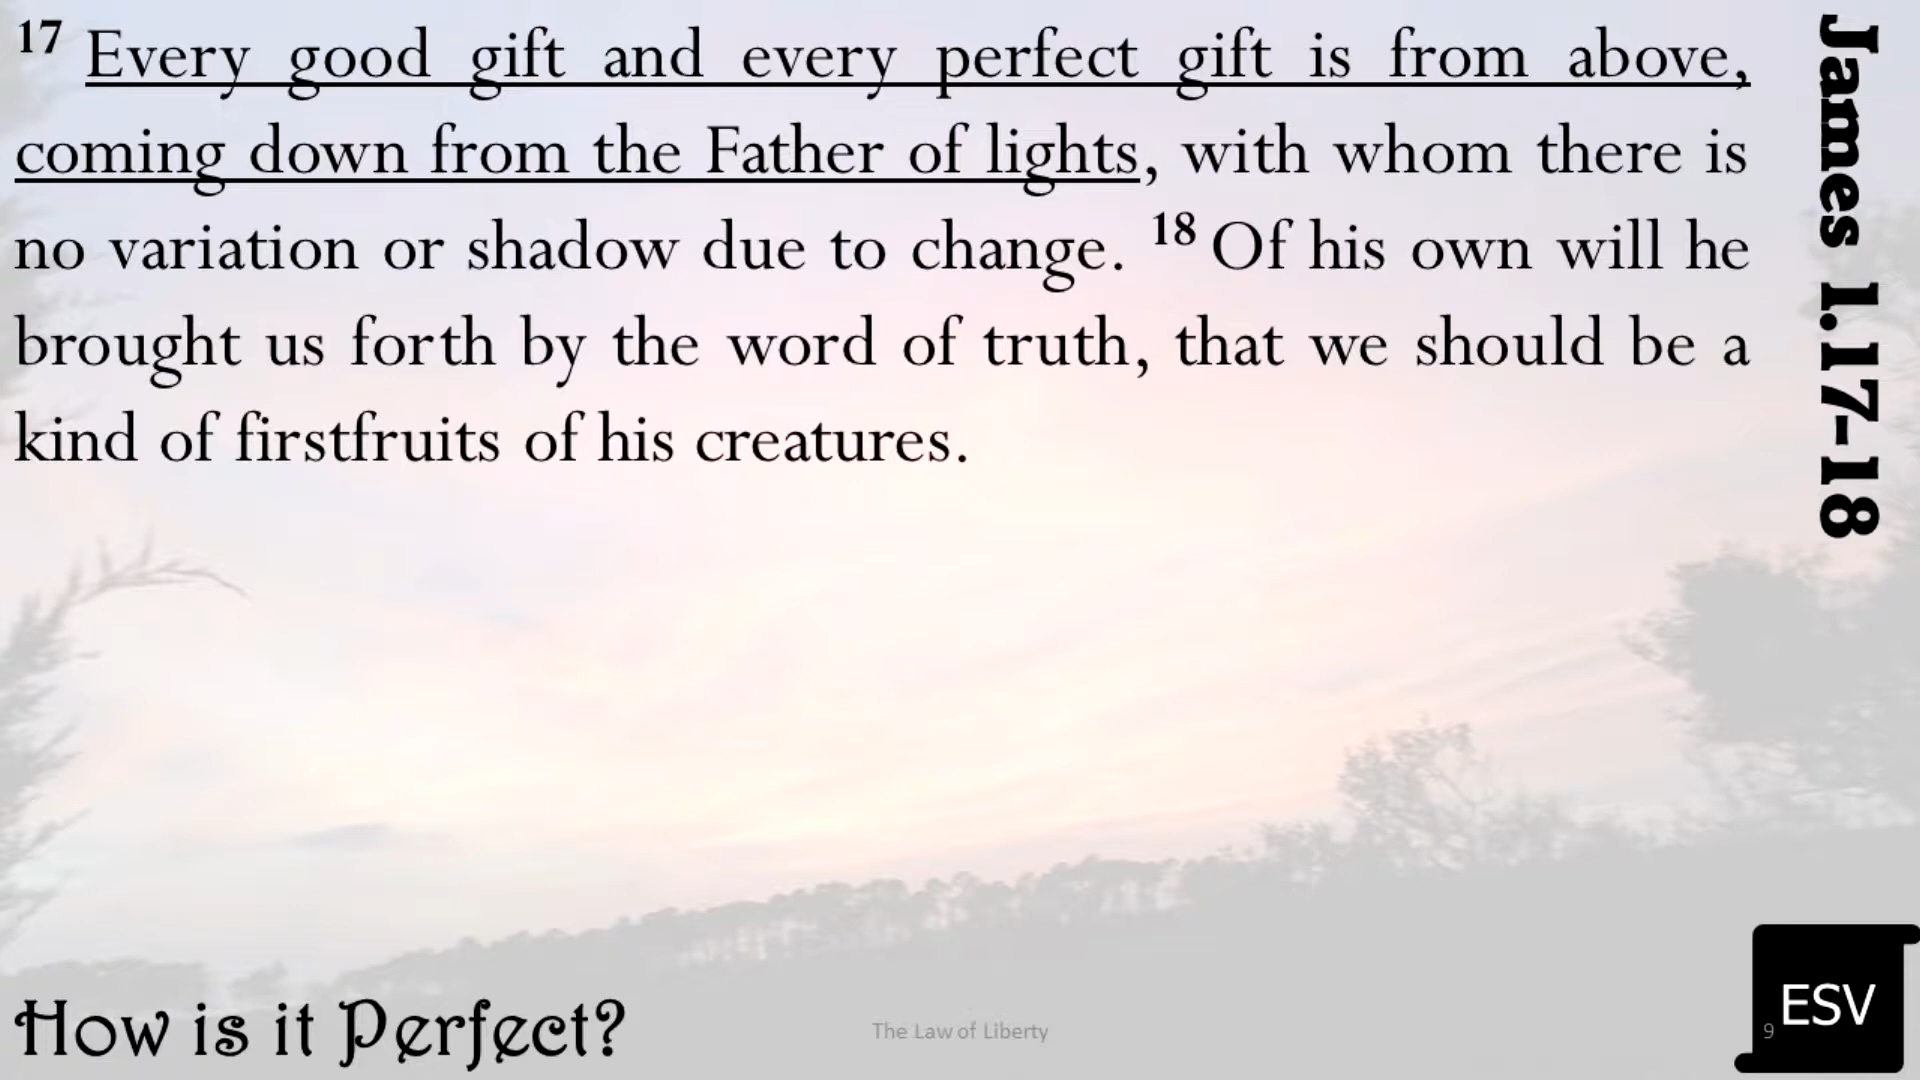 17 Every good gift and every perfect gift is from above,
coming down from the Father of lights, with whom there is
no variation or shadow due to change. 18 Of his own will he
brought us forth by the word of truth, that we should be a
kind of firstfruits of his creatures.
James 1.17-18
How is it Perfect?
The Law of Liberty
9
ESV